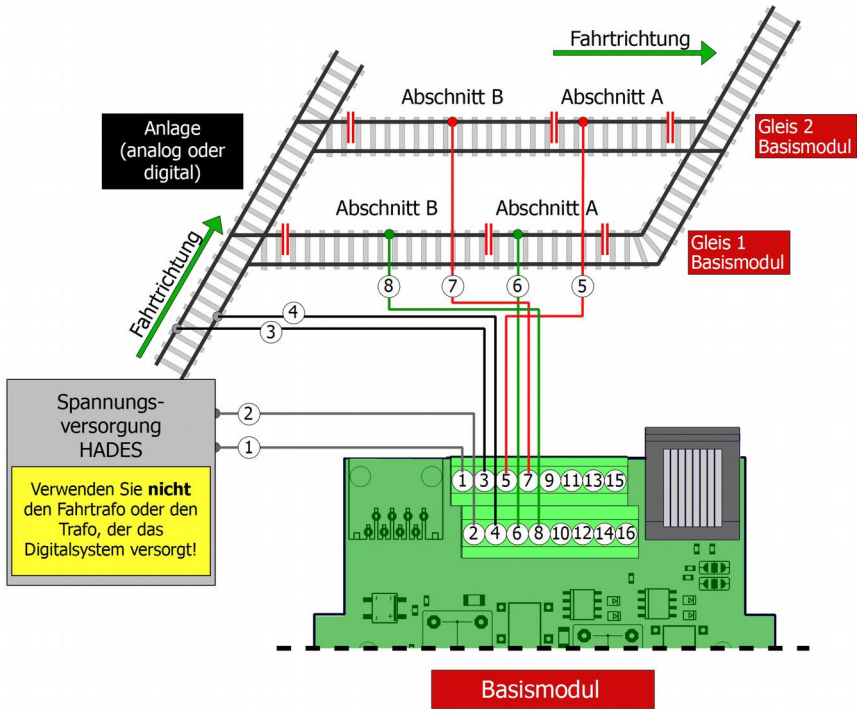 Fahrtrichtung
Abschnitt B
Abschnitt A
Anlage
(analog oder
digital)
Gleis 2
Basismodul
Abschnitt B
Abschnitt A
Gleis 1
Basismodul
Fahrtrichtung
8
7
6
5
4
3
Spannungs-
versorgung
HADES
2
1
Verwenden Sie nicht
den Fahrtrafo oder den
Trafo, der das
Digitalsystem versorgt!
1 3 5 7 9 11 13 15
2 4 6 8 10 12 14 16
Basismodul